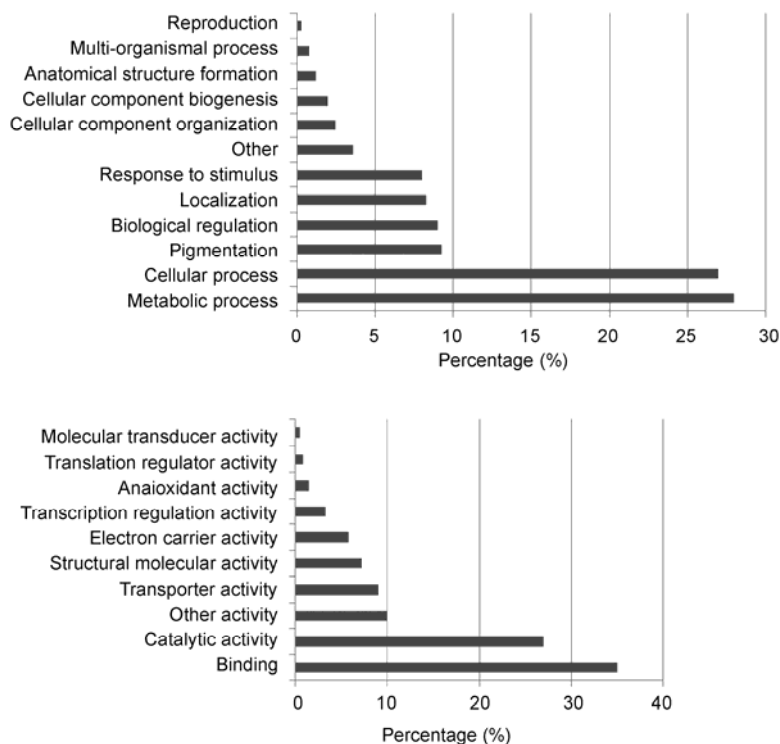 Reproduction
Multi-organismal process
Anatomical structure formation
Cellular component biogenesis
Cellular component organization
Other
Response to stimulus
Localization
Biological regulation
Pigmentation
Cellular process
Metabolic process
0 5 10 15 20 25 30
Percentage (%)
Molecular transducer activity
Translation regulator activity
Anaioxidant activity
Transcription regulation activity
Electron carrier activity
Structural molecular activity
Transporter activity
Other activity
Catalytic activity
Binding
0 10 20 30 40
Percentage (%)